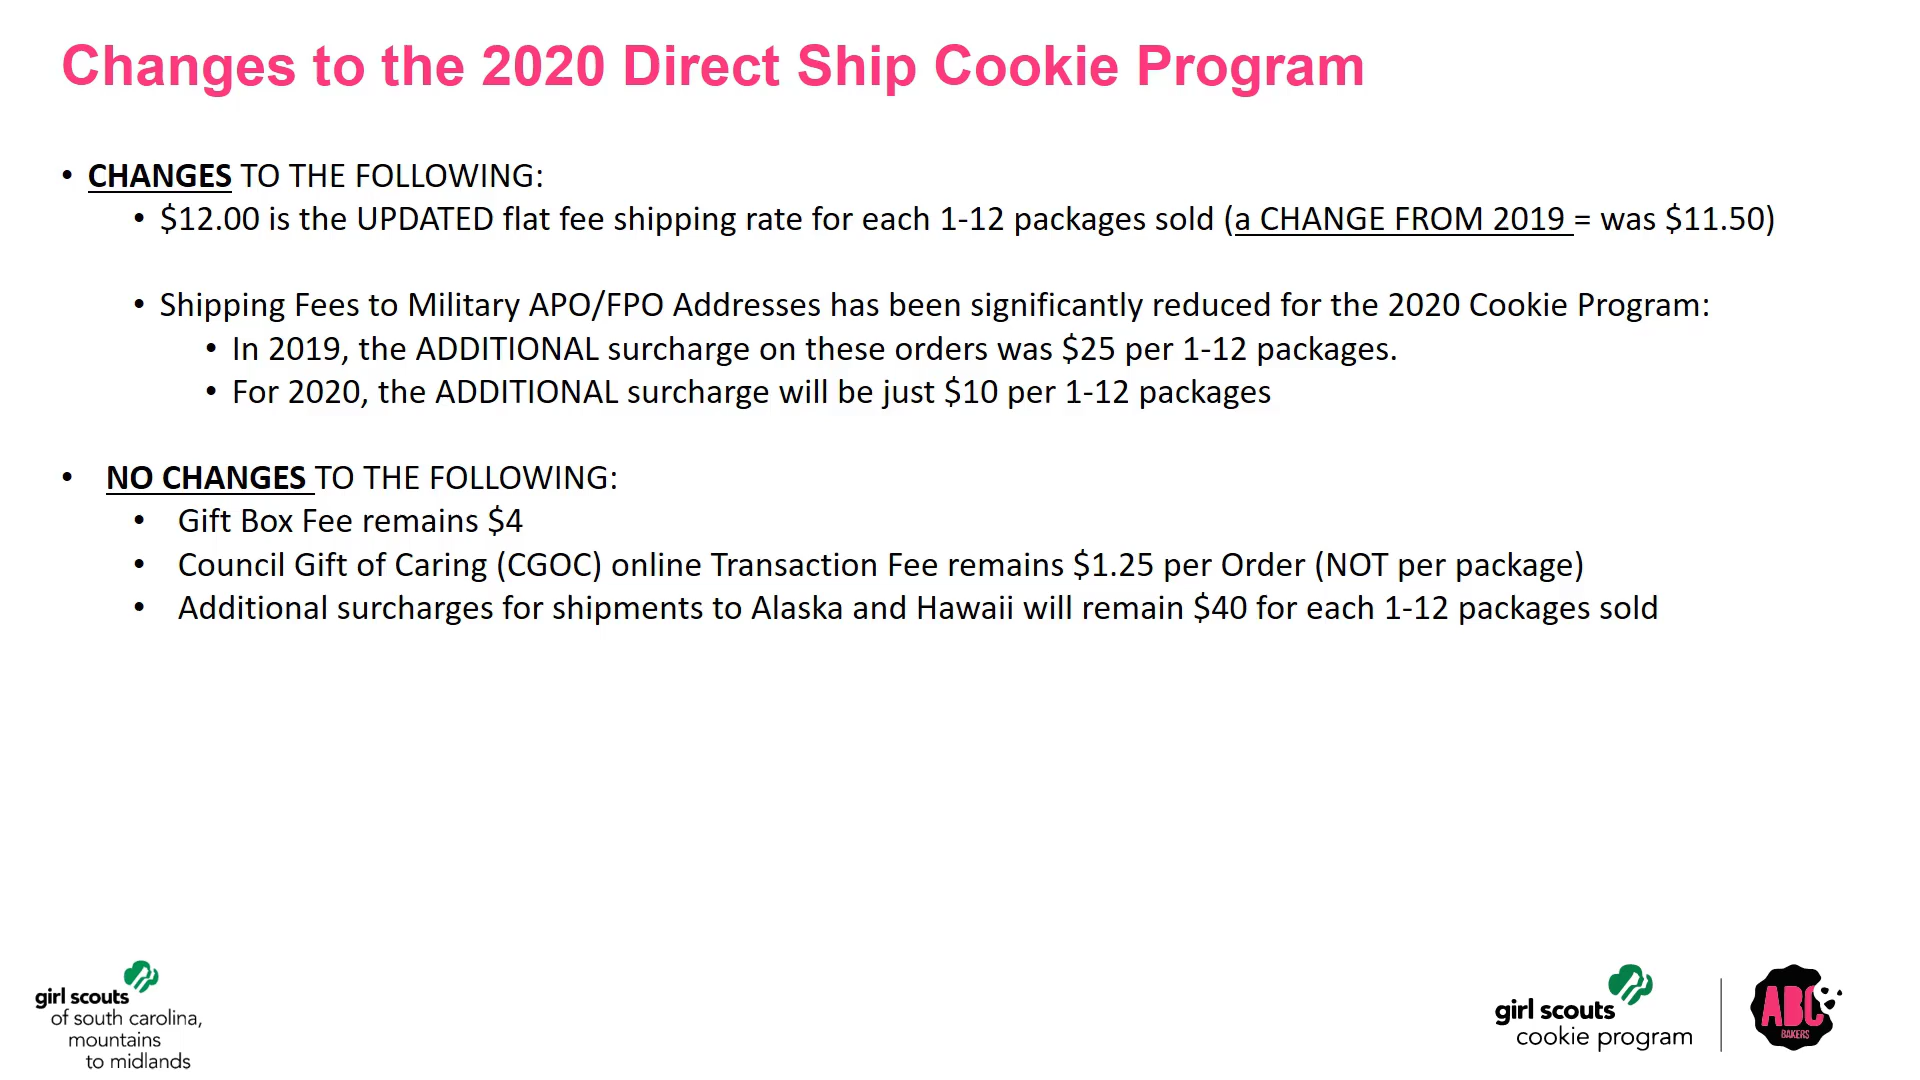 Changes to the 2020 Direct Ship Cookie Program
• CHANGES TO THE FOLLOWING:
• $12.00 is the UPDATED flat fee shipping rate for each 1-12 packages sold (a CHANGE FROM 2019 = was $11.50)
• Shipping Fees to Military APO/FPO Addresses has been significantly reduced for the 2020 Cookie Program:
• In 2019, the ADDITIONAL surcharge on these orders was $25 per 1-12 packages.
• For 2020, the ADDITIONAL surcharge will be just $10 per 1-12 packages
• NO CHANGES TO THE FOLLOWING:
• Gift Box Fee remains $4
• Council Gift of Caring (CGOC) online Transaction Fee remains $1.25 per Order (NOT per package)
• Additional surcharges for shipments to Alaska and Hawaii will remain $40 for each 1-12 packages sold
girl scouts
of south carolina,
mountains
to midlands
girl scouts
cookie program
ABC
BAKERS